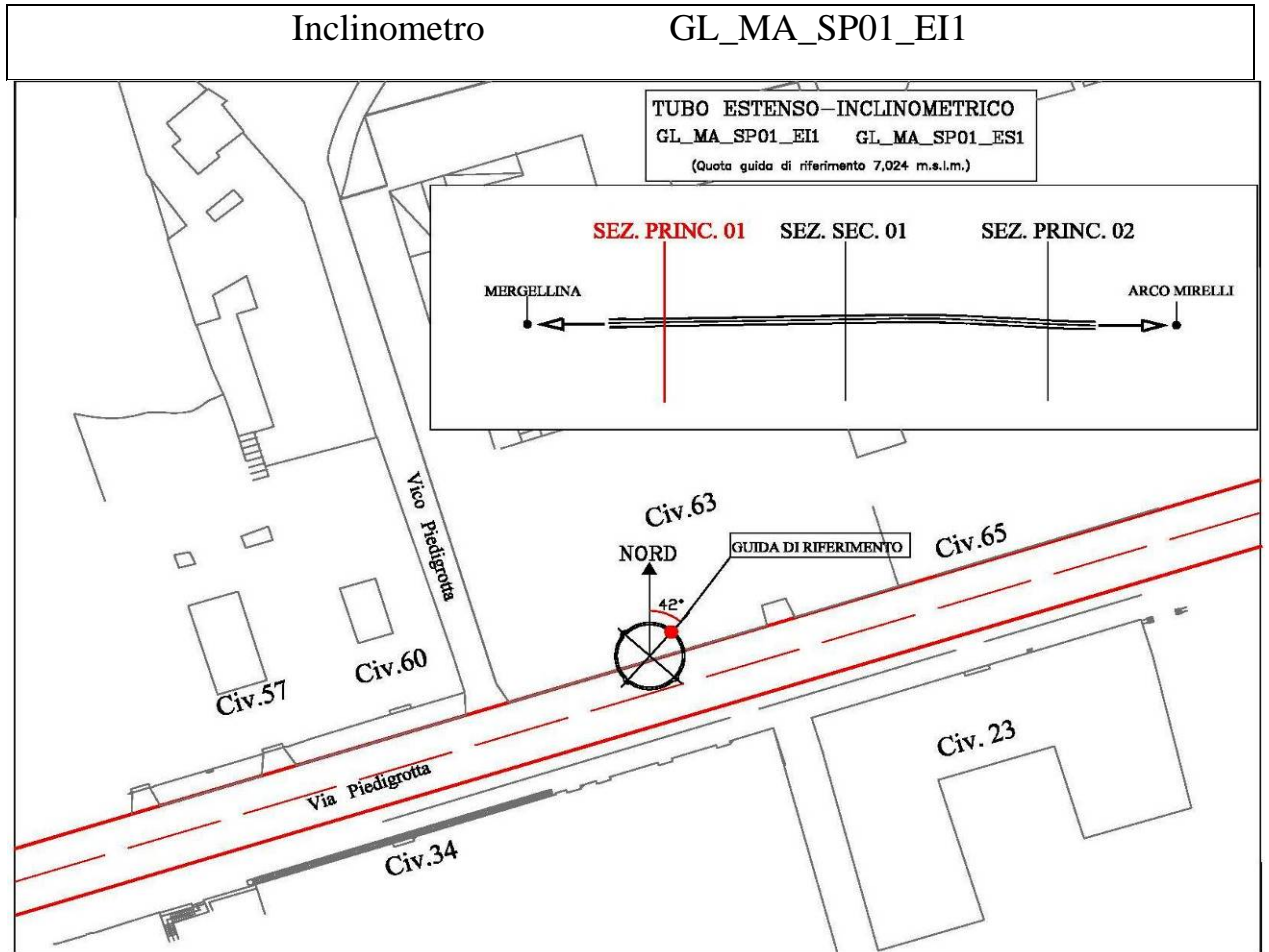 Inclinometro GL_MA_SP01_EI1
TUBO ESTENSO-INCLINOMETRICO
GL_MA_SP01_EI1 GL_MA_SP01_ES1
(Quota guida di riferimento 7,024 m.s.l.m.)
SEZ. PRINC. 01 SEZ. SEC. 01 SEZ. PRINC. 02
MERGELLINA ARCO MIRELLI
Vico Piedigrotta
Civ.63
NORD
GUIDA DI RIFERIMENTO
Civ.65
42°
Civ.60
Civ.57
Civ. 23
Via Piedigrotta
Civ.34